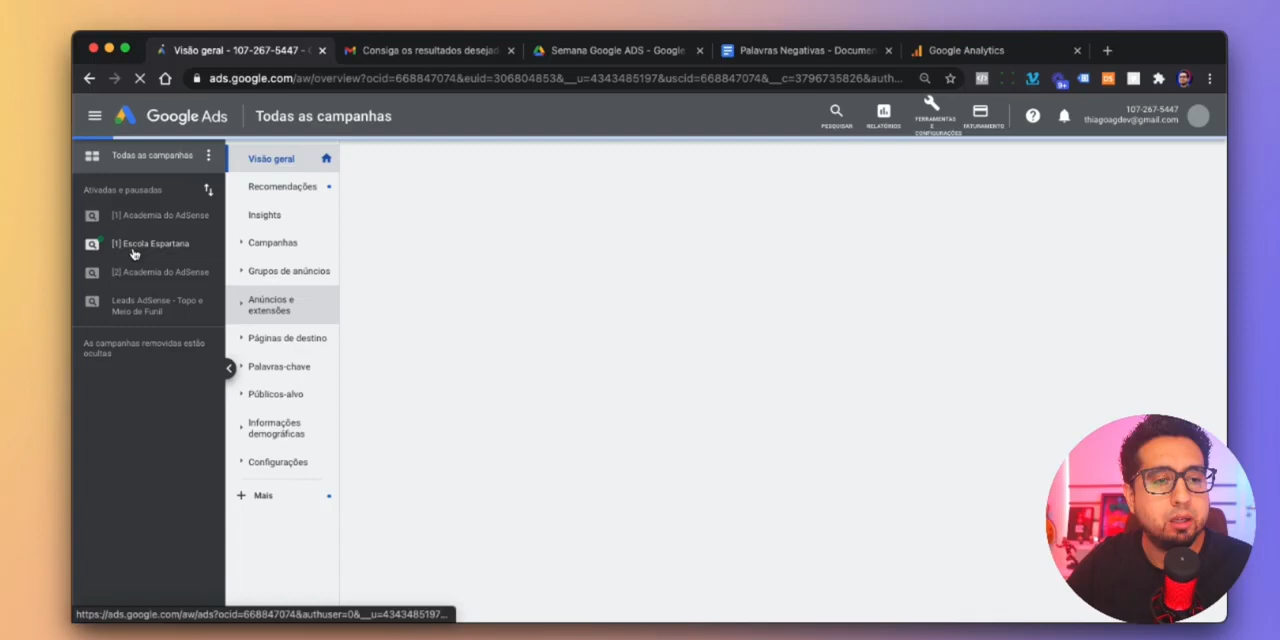 Visão geral - 107-267-5447 - G
Consiga os resultados desejad
Semana Google ADS - Google
Palavras Negativas - Documen
Google Analytics
ads.google.com/aw/overview?ocid=668847074&euid=306804853&__u=4343485197&uscid=668847074&__c=3796735826&auth...
Google Ads
Todas as campanhas
PESQUISAR
RELATÓRIOS
FERRAMENTAS E CONFIGURAÇÕES
FATURAMENTO
107-267-5447
thiagoagdev@gmail.com
Todas as campanhas
Ativadas e pausadas
[1] Academia do AdSense
[1] Escola Espartana
[2] Academia do AdSense
Leads AdSense - Topo e
Meio de Funil
As campanhas removidas estão
ocultas
Visão geral
Recomendações
Insights
Campanhas
Grupos de anúncios
Anúncios e
extensões
Páginas de destino
Palavras-chave
Públicos-alvo
Informações
demográficas
Configurações
Mais
https://ads.google.com/aw/ads?ocid=668847074&authuser=0&__u=4343485197...